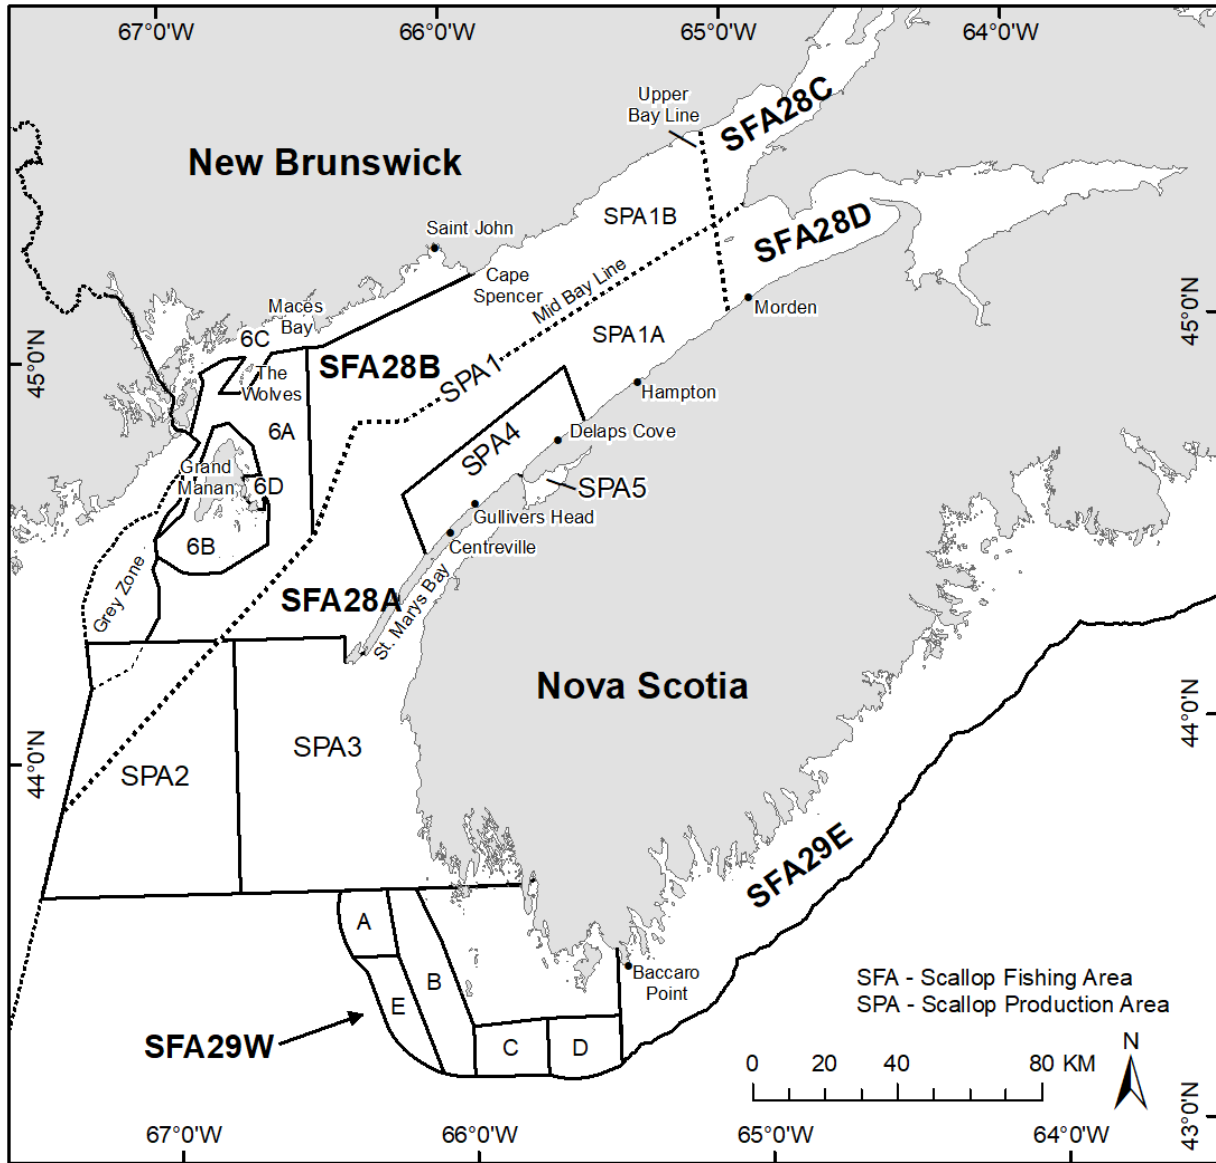 67°0'W
66°0'W
65°0'W
64°0'W
Upper
Bay Line
SFA28C
New Brunswick
SPA1B
SFA28D
Saint John
Cape
Spencer
Mid Bay Line
Maces
Bay
Morden
45°0'N
45°0'N
6C
SPA1A
The
Wolves
SFA28B
SPA1
Hampton
6A
SPA4
Delaps Cove
Grand
Manan
6D
SPA5
Gullivers Head
6B
Centreville
Grey Zone
SFA28A
St. Marys Bay
Nova Scotia
44°0'N
44°0'N
SPA2
SPA3
SFA29E
A
B
E
Baccaro
Point
SFA - Scallop Fishing Area
SPA - Scallop Production Area
SFA29W
C
D
N
0
20
40
80 KM
43°0'N
67°0'W
66°0'W
65°0'W
64°0'W